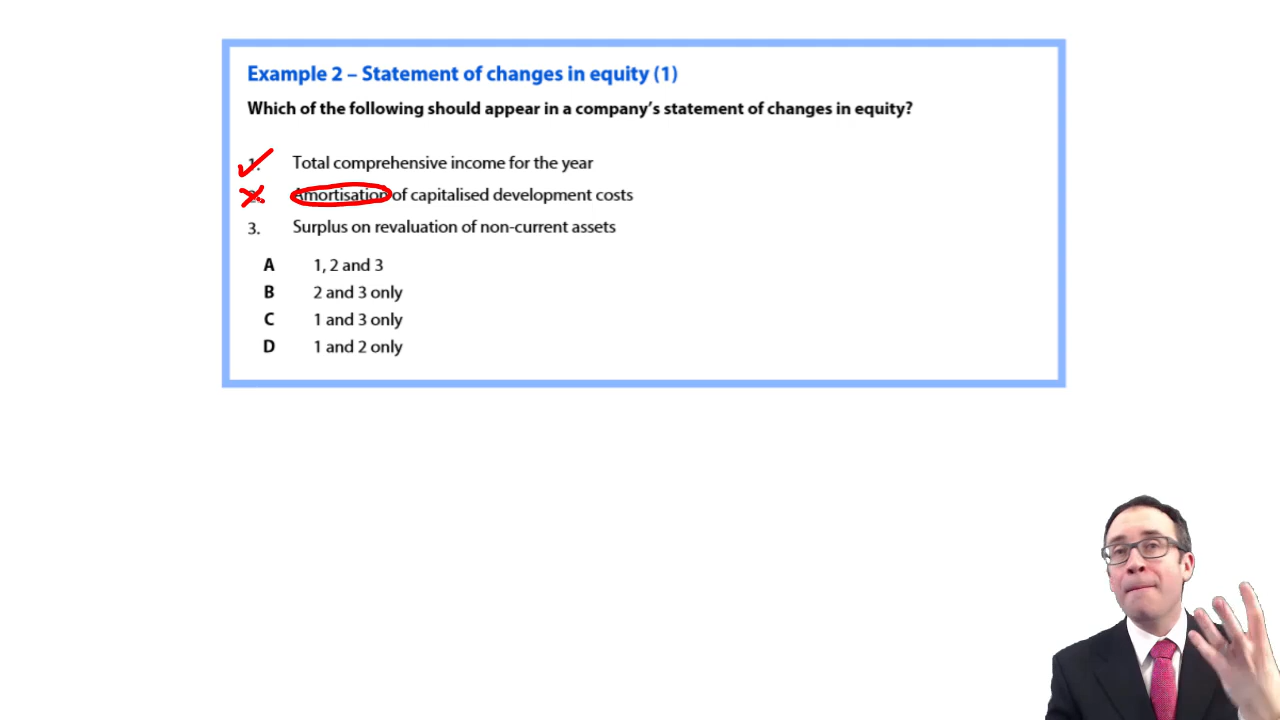 Example 2 – Statement of changes in equity (1)
Which of the following should appear in a company's statement of changes in equity?
1. Total comprehensive income for the year
2. Amortisation of capitalised development costs
3. Surplus on revaluation of non-current assets
A 1, 2 and 3
B 2 and 3 only
C 1 and 3 only
D 1 and 2 only